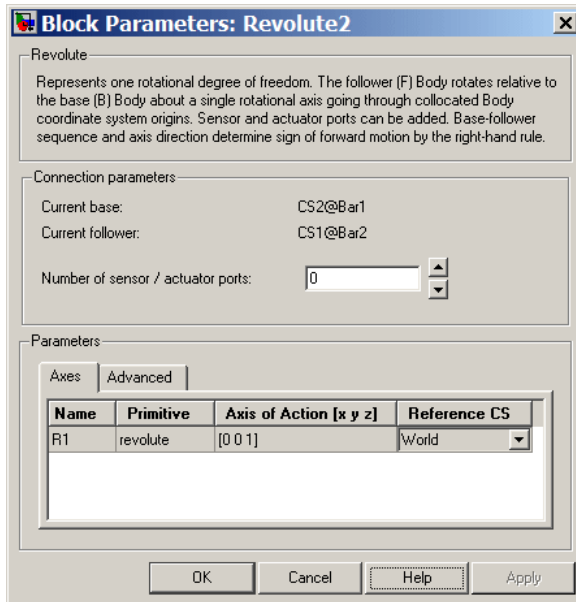 Block Parameters: Revolute2
Revolute
Represents one rotational degree of freedom. The follower (F) Body rotates relative to
the base (B) Body about a single rotational axis going through collocated Body
coordinate system origins. Sensor and actuator ports can be added. Base-follower
sequence and axis direction determine sign of forward motion by the right-hand rule.
Connection parameters
Current base: CS2@Bar1
Current follower: CS1@Bar2
Number of sensor / actuator ports: 0
Parameters
Axes Advanced
Name Primitive Axis of Action [x y z] Reference CS
R1 revolute [0 0 1] World
OK Cancel Help Apply